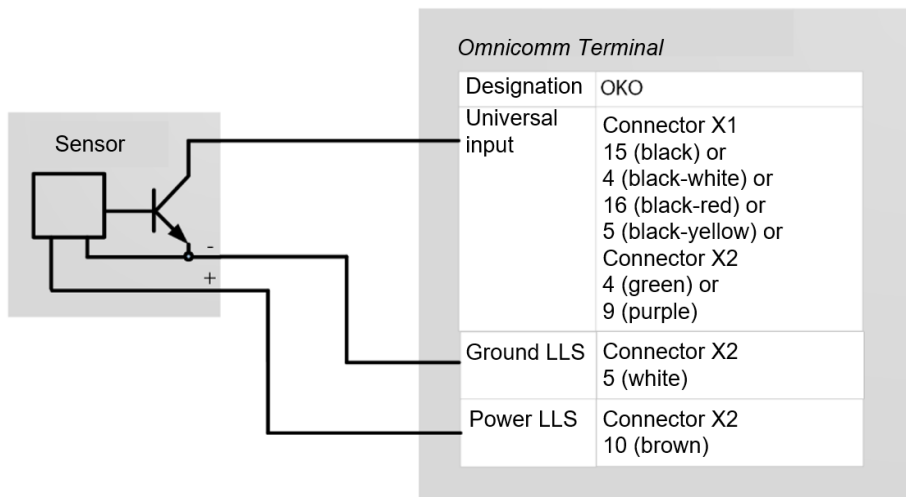 Omnicomm Terminal
Designation OKO
Sensor
Universal
input
Connector X1
15 (black) or
4 (black-white) or
16 (black-red) or
5 (black-yellow) or
Connector X2
4 (green) or
9 (purple)
-
+
Ground LLS
Connector X2
5 (white)
Power LLS
Connector X2
10 (brown)